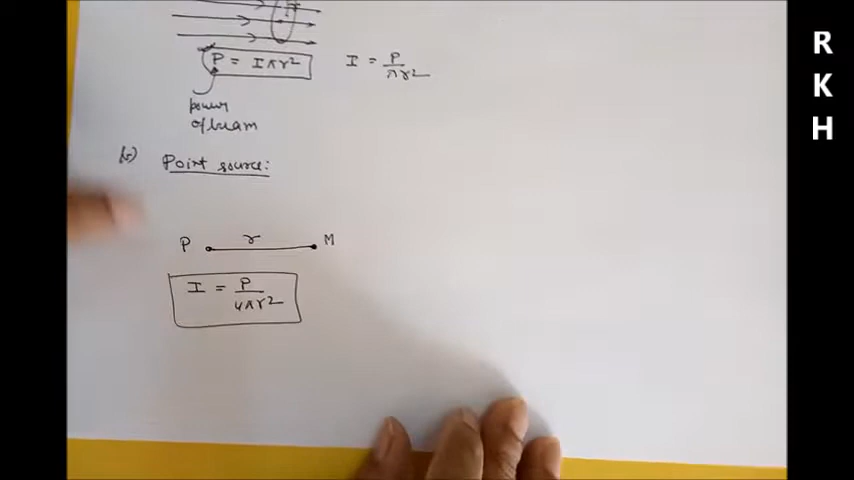 P = Iπr²
I = P/πr²
power
of beam
(b) Point source:
P r M
I = P/4πr²
R
K
H